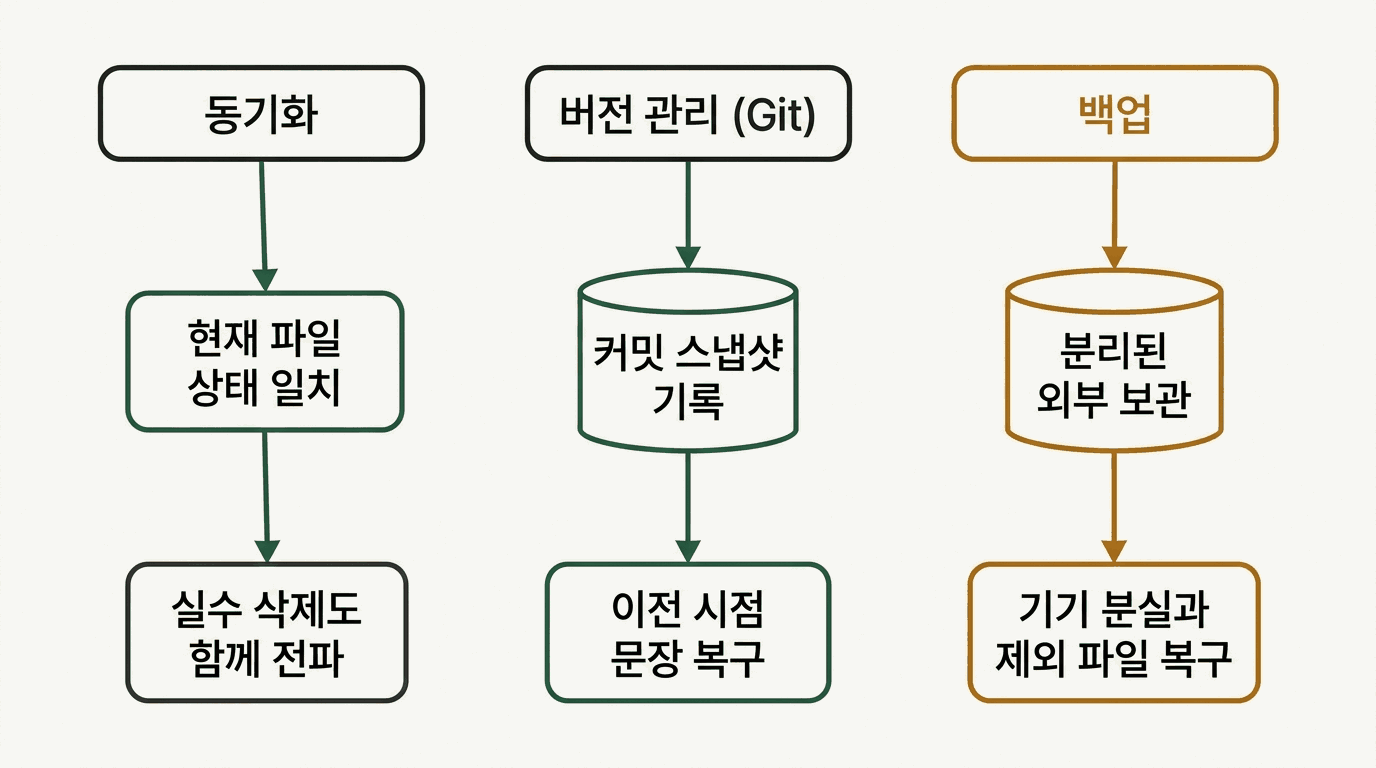 동기화
버전 관리 (Git)
백업
현재 파일
상태 일치
커밋 스냅샷
기록
분리된
외부 보관
실수 삭제도
함께 전파
이전 시점
문장 복구
기기 분실과
제외 파일 복구